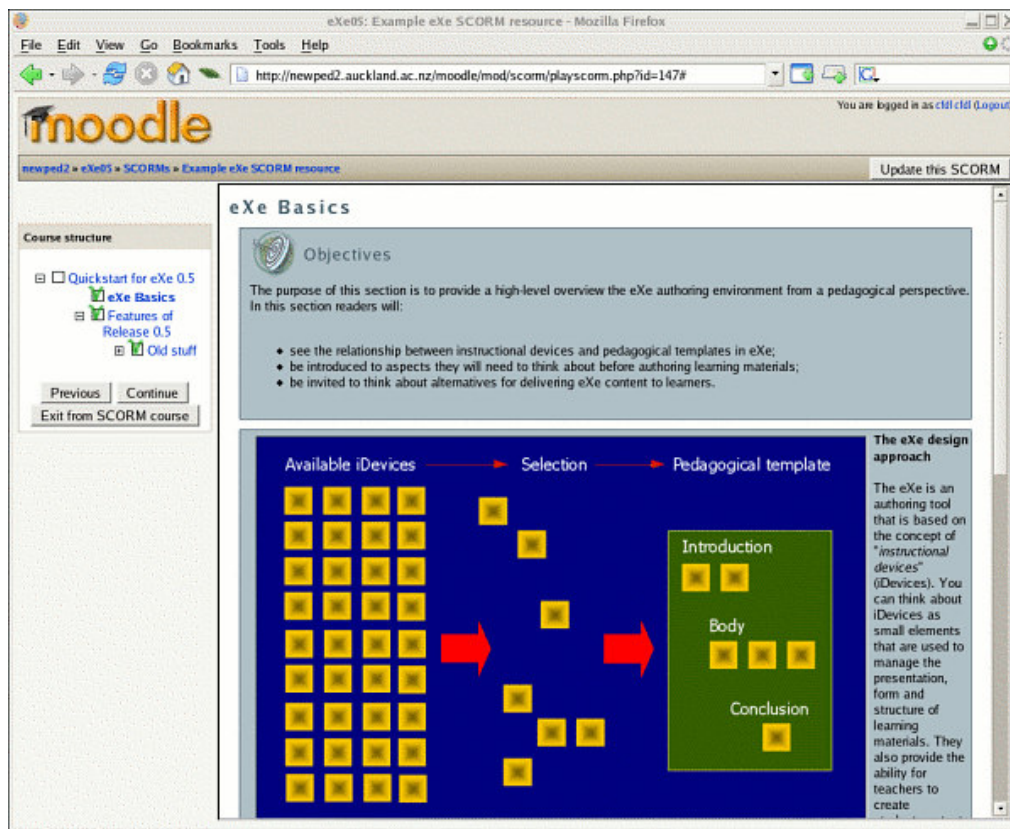 eXe05: Example eXe SCORM resource - Mozilla Firefox
File Edit View Go Bookmarks Tools Help
http://newped2.auckland.ac.nz/moodle/mod/scorm/playscorm.php?id=147#
moodle
You are logged in as cfdl cfdl (Logout)
newped2 » eXe05 » SCORMs » Example eXe SCORM resource
Update this SCORM
Course structure
Quickstart for eXe 0.5
eXe Basics
Features of
Release 0.5
Old stuff
Previous Continue
Exit from SCORM course
eXe Basics
Objectives
The purpose of this section is to provide a high-level overview the eXe authoring environment from a pedagogical perspective.
In this section readers will:
see the relationship between instructional devices and pedagogical templates in eXe;
be introduced to aspects they will need to think about before authoring learning materials;
be invited to think about alternatives for delivering eXe content to learners.
Available iDevices Selection Pedagogical template
Introduction
Body
Conclusion
The eXe design
approach
The eXe is an
authoring tool
that is based on
the concept of
"instructional
devices"
(iDevices). You
can think about
iDevices as
small elements
that are used to
manage the
presentation,
form and
structure of
learning
materials. They
also provide the
ability for
teachers to
create